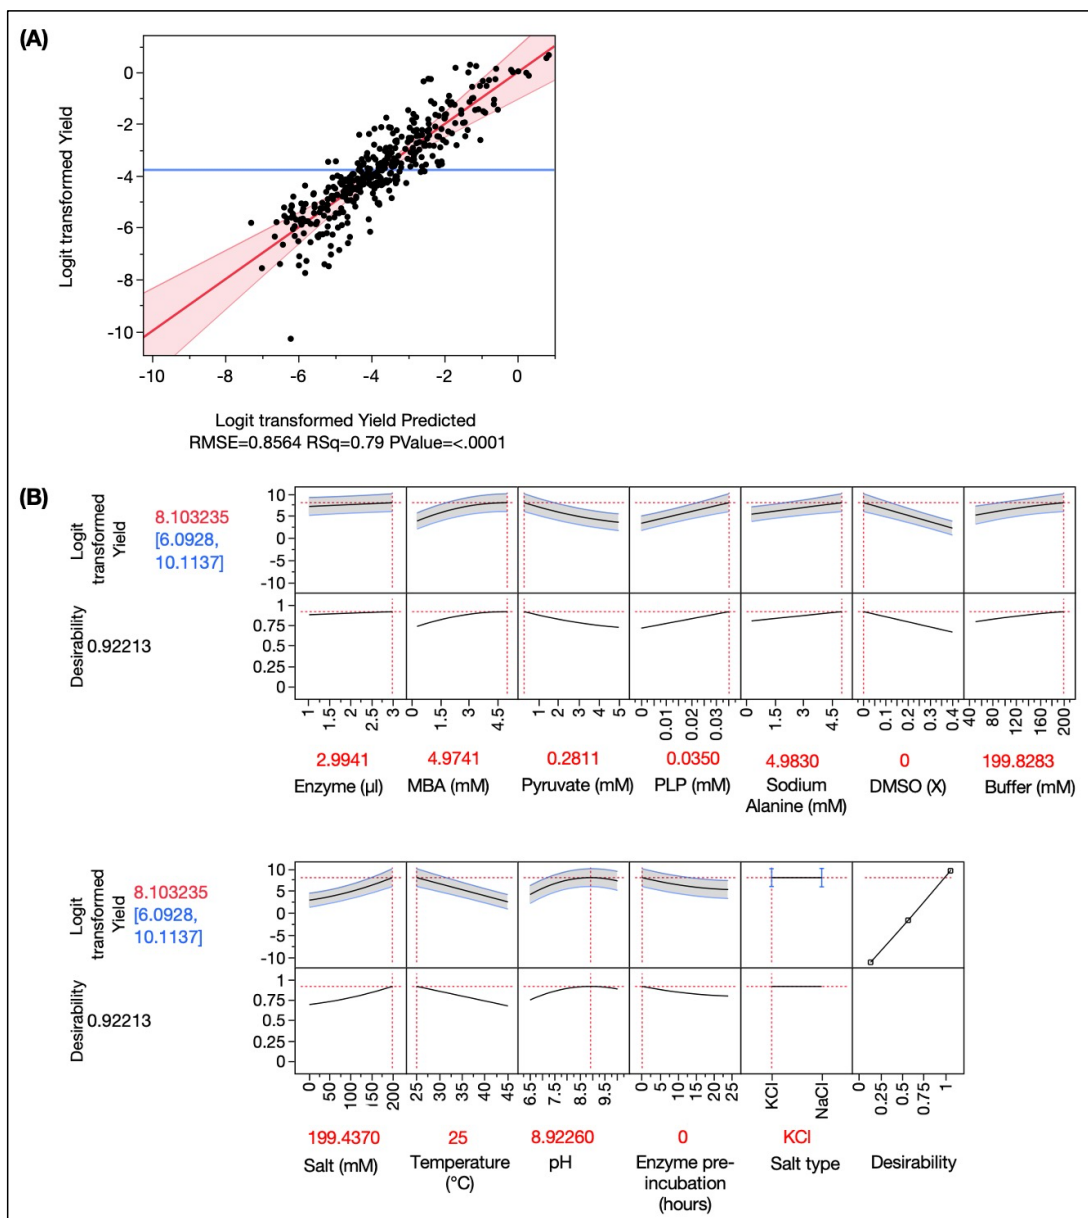 (A)
Logit transformed Yield
0
-2
-4
-6
-8
-10
-10 -8 -6 -4 -2 0
Logit transformed Yield Predicted
RMSE=0.8564 RSq=0.79 PValue=<.0001
(B)
Logit
transformed
Yield
8.103235
[6.0928,
10.1137]
10
5
0
-5
-10
Desirability
0.92213
1
0.75
0.5
0.25
0
1 1.5 2 2.5 3
0 1.5 3 4.5
1 2 3 4 5
0 0.01 0.02 0.03
0 1.5 3 4.5
0 0.1 0.2 0.3 0.4
40 80 120 160 200
2.9941 4.9741 0.2811 0.0350 4.9830 0 199.8283
Enzyme (µl)
MBA (mM)
Pyruvate (mM)
PLP (mM)
Sodium
Alanine (mM)
DMSO (X)
Buffer (mM)
Logit
transformed
Yield
8.103235
[6.0928,
10.1137]
10
5
0
-5
-10
Desirability
0.92213
1
0.75
0.5
0.25
0
0 50 100 150 200
25 30 35 40 45
6.5 7.5 8.5 9.5
0 5 10 15 20 25
KCl NaCl
0 0.25 0.5 0.75 1
199.4370 25 8.92260 0 KCl
Salt (mM)
Temperature
(°C)
pH
Enzyme pre-
incubation
(hours)
Salt type
Desirability